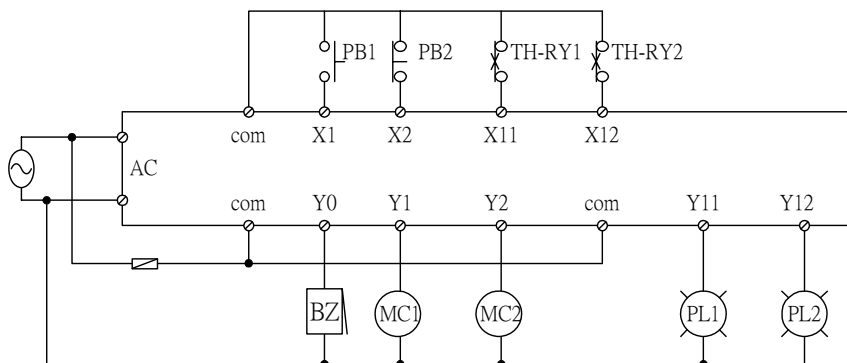 PB1 PB2 TH-RY1 TH-RY2
com X1 X2 X11 X12
AC
com Y0 Y1 Y2 com Y11 Y12
BZ MC1 MC2 PL1 PL2